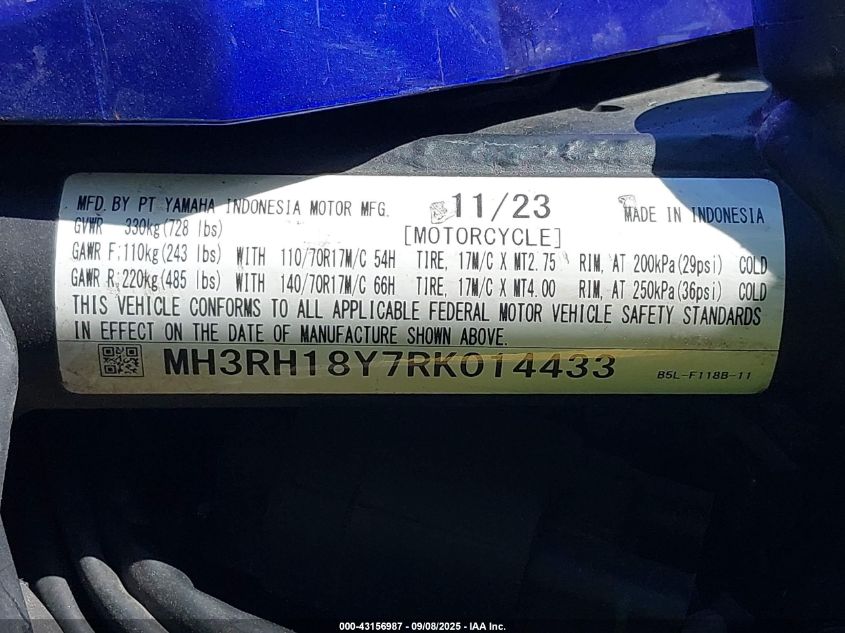 MFD. BY PT YAMAHA INDONESIA MOTOR MFG. 11/23 MADE IN INDONESIA
GVWR 330kg(728 lbs) [MOTORCYCLE]
GAWR F:110kg(243 lbs) WITH 110/70R17M/C 54H TIRE, 17M/C X MT2.75 RIM, AT 200kPa(29psi) COLD
GAWR R:220kg(485 lbs) WITH 140/70R17M/C 66H TIRE, 17M/C X MT4.00 RIM, AT 250kPa(36psi) COLD
THIS VEHICLE CONFORMS TO ALL APPLICABLE FEDERAL MOTOR VEHICLE SAFETY STANDARDS
IN EFFECT ON THE DATE OF MANUFACTURE SHOWN ABOVE.
MH3RH18Y7RK014433 B5L-F118B-11
000-43156987 - 09/08/2025 - IAA Inc.